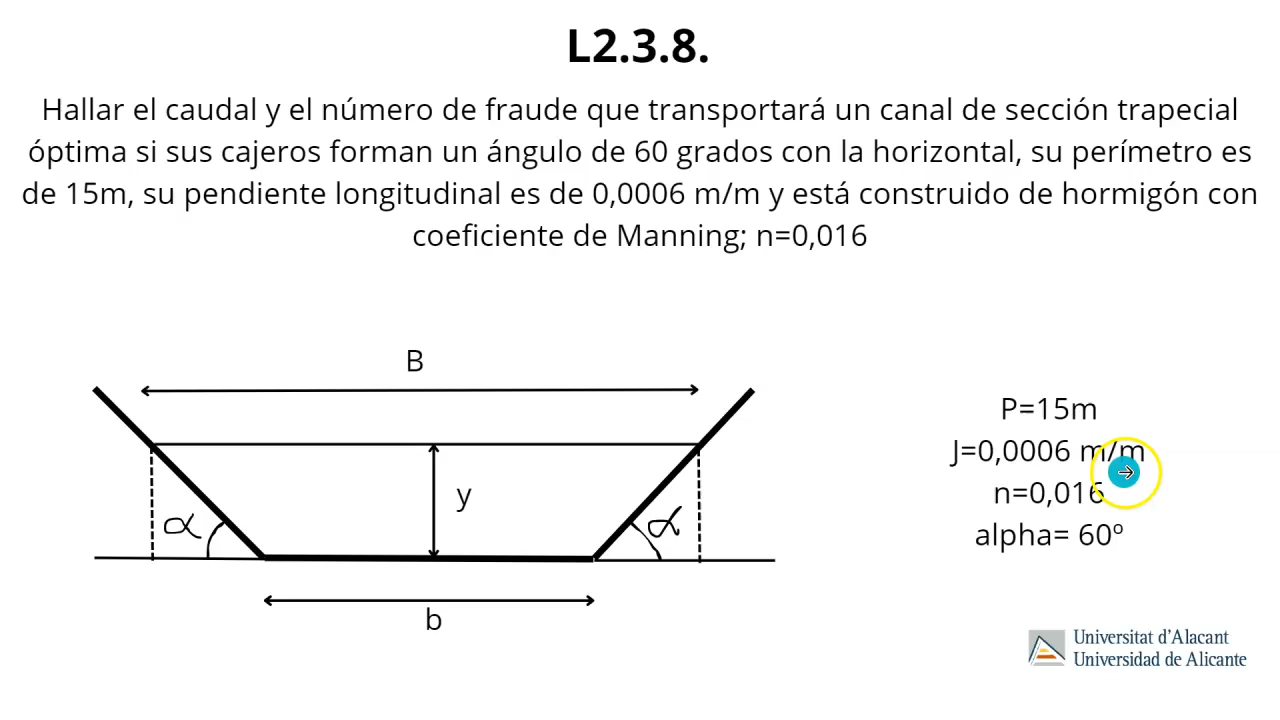 L2.3.8.
Hallar el caudal y el número de fraude que transportará un canal de sección trapecial
óptima si sus cajeros forman un ángulo de 60 grados con la horizontal, su perímetro es
de 15m, su pendiente longitudinal es de 0,0006 m/m y está construido de hormigón con
coeficiente de Manning; n=0,016
B
P=15m
J=0,0006 m/m
y
n=0,016
α
α
alpha= 60º
b
Universitat d'Alacant
Universidad de Alicante